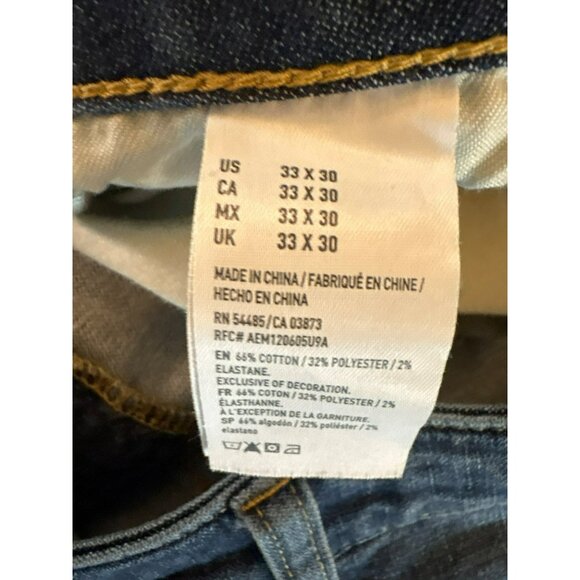 US 33 X 30
CA 33 X 30
MX 33 X 30
UK 33 X 30
MADE IN CHINA / FABRIQUÉ EN CHINE /
HECHO EN CHINA
RN 54485 / CA 03873
RFC# AEM120605U9A
EN 66% COTTON / 32% POLYESTER / 2%
ELASTANE.
EXCLUSIVE OF DECORATION.
FR 66% COTON / 32% POLYESTER / 2%
ÉLASTHANNE.
À L'EXCEPTION DE LA GARNITURE.
SP 66% algodón / 32% poliéster / 2%
elastano